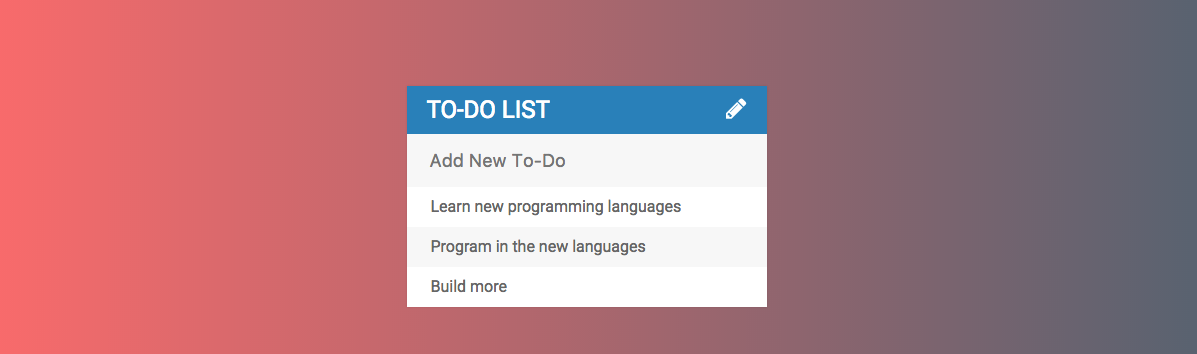 TO-DO LIST
Add New To-Do
Learn new programming languages
Program in the new languages
Build more